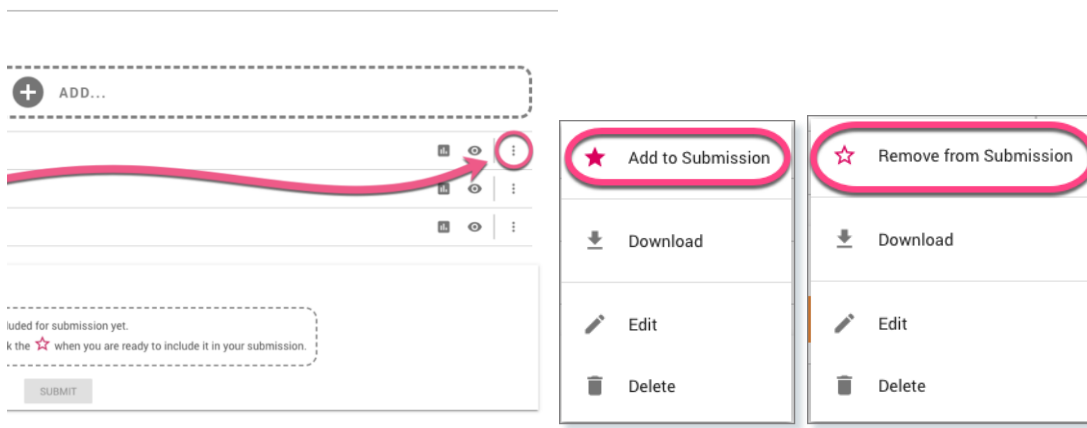 ADD...
luded for submission yet.
k the when you are ready to include it in your submission.
SUBMIT
Add to Submission
Download
Edit
Delete
Remove from Submission
Download
Edit
Delete